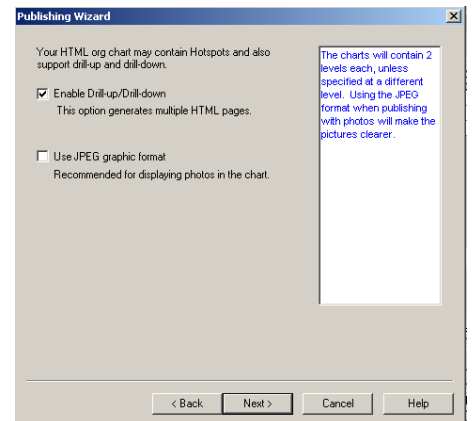 Publishing Wizard
Your HTML org chart may contain Hotspots and also
support drill-up and drill-down.
Enable Drill-up/Drill-down
This option generates multiple HTML pages.
Use JPEG graphic format
Recommended for displaying photos in the chart.
The charts will contain 2
levels each, unless
specified at a different
level. Using the JPEG
format when publishing
with photos will make the
pictures clearer.
< Back
Next >
Cancel
Help